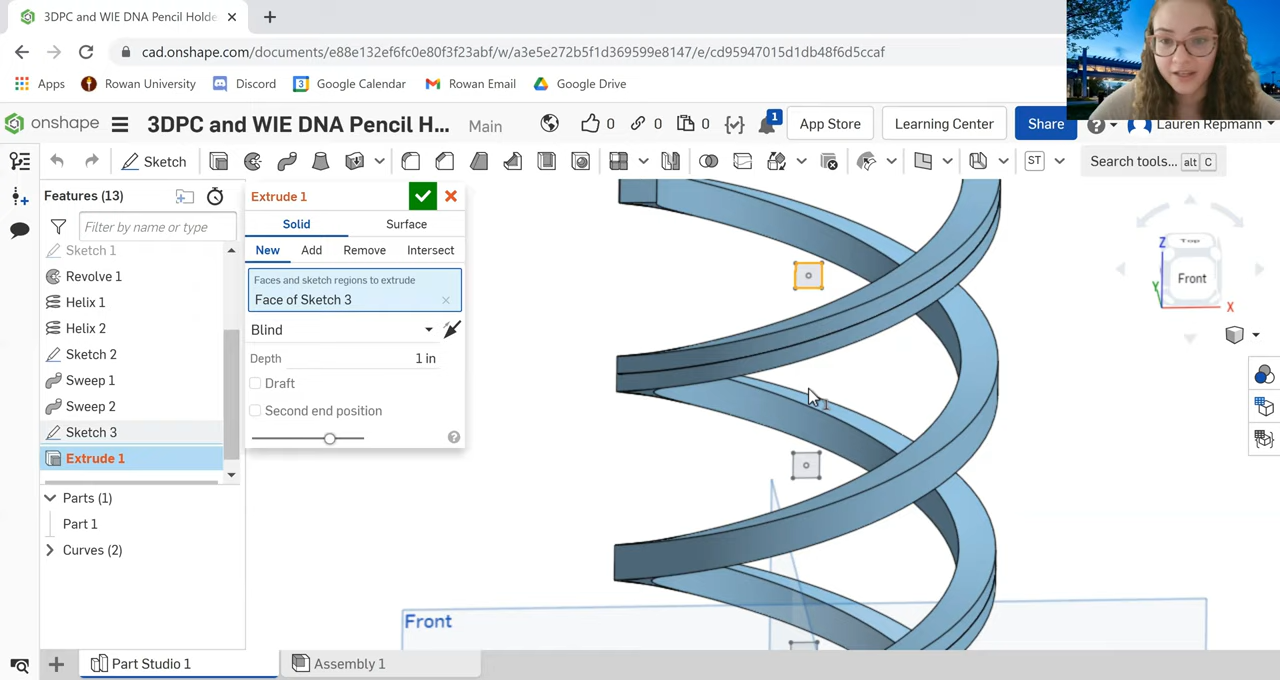 3DPC and WIE DNA Pencil Holde
cad.onshape.com/documents/e88e132ef6fc0e80f3f23abf/w/a3e5e272b5f1d369599e8147/e/cd95947015d1db48f6d5ccaf
Apps Rowan University Discord Google Calendar Rowan Email Google Drive
onshape 3DPC and WIE DNA Pencil H... Main 0 0 0 1 App Store Learning Center Share Lauren Repmann
Sketch ST Search tools... alt C
Features (13)
Filter by name or type
Sketch 1
Revolve 1
Helix 1
Helix 2
Sketch 2
Sweep 1
Sweep 2
Sketch 3
Extrude 1
Parts (1)
Part 1
Curves (2)
Extrude 1
Solid Surface
New Add Remove Intersect
Faces and sketch regions to extrude
Face of Sketch 3
Blind
Depth 1 in
Draft
Second end position
1
Front
Z Top
Y Front
X
Part Studio 1 Assembly 1